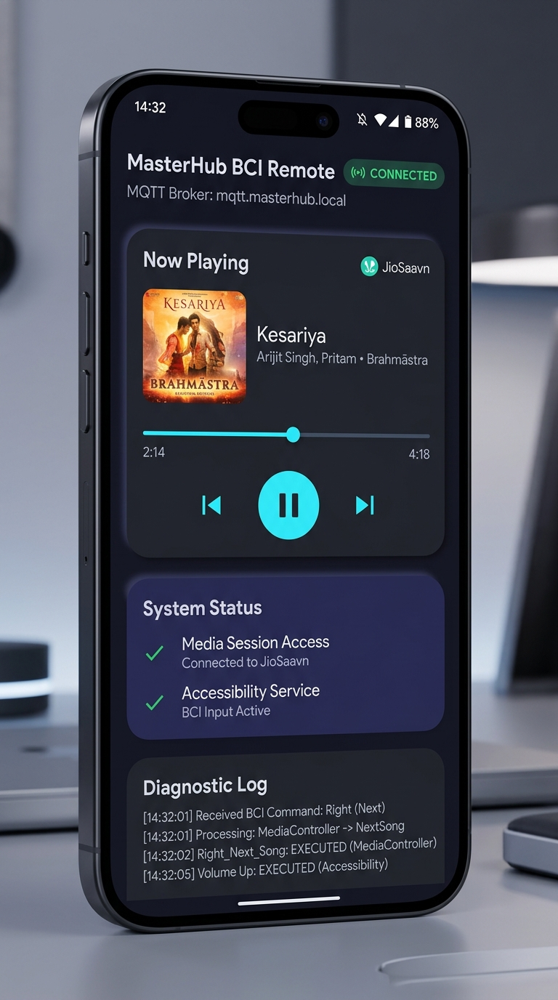 14:32
88%
MasterHub BCI Remote
CONNECTED
MQTT Broker: mqtt.masterhub.local
Now Playing
JioSaavn
KESARIYA
BRAHMĀSTRA
Kesariya
Arijit Singh, Pritam • Brahmāstra
2:14
4:18
System Status
Media Session Access
Connected to JioSaavn
Accessibility Service
BCI Input Active
Diagnostic Log
[14:32:01] Received BCI Command: Right (Next)
[14:32:01] Processing: MediaController -> NextSong
[14:32:02] Right_Next_Song: EXECUTED (MediaController)
[14:32:05] Volume Up: EXECUTED (Accessibility)